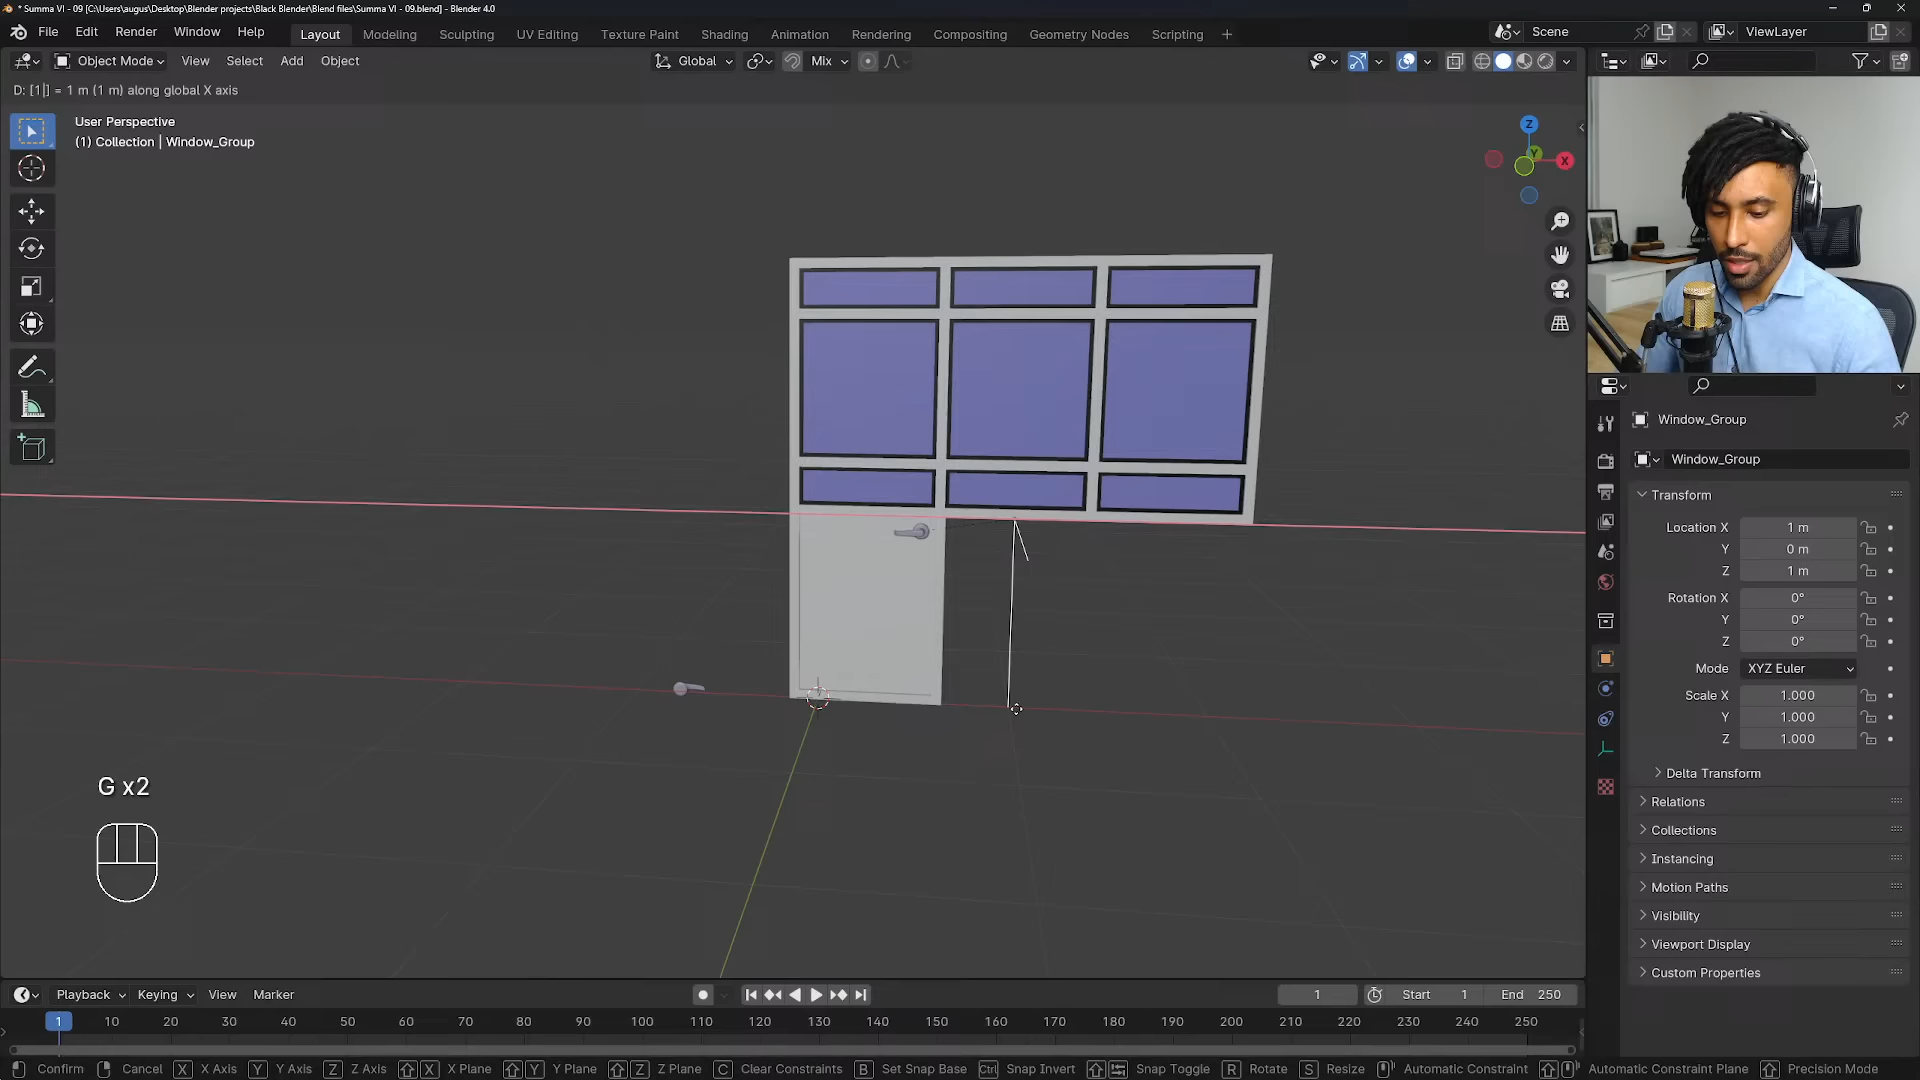 * Summa VI - 09 [C:\Users\augus\Desktop\Blender projects\Black Blender\Blend files\Summa VI - 09.blend] - Blender 4.0
File Edit Render Window Help Layout Modeling Sculpting UV Editing Texture Paint Shading Animation Rendering Compositing Geometry Nodes Scripting + Scene ViewLayer
Object Mode View Select Add Object Global Mix
D: [1|] = 1 m (1 m) along global X axis
User Perspective
(1) Collection | Window_Group
Z
Y
X
Window_Group
Window_Group
Transform
Location X 1 m
Y 0 m
Z 1 m
Rotation X 0°
Y 0°
Z 0°
Mode XYZ Euler
Scale X 1.000
Y 1.000
Z 1.000
Delta Transform
Relations
Collections
Instancing
Motion Paths
Visibility
Viewport Display
Custom Properties
G x2
Playback Keying View Marker 1 Start 1 End 250
1 10 20 30 40 50 60 70 80 90 100 110 120 130 140 150 160 170 180 190 200 210 220 230 240 250
Confirm Cancel X X Axis Y Y Axis Z Z Axis X X Plane Y Y Plane Z Z Plane C Clear Constraints B Set Snap Base Ctrl Snap Invert Snap Toggle R Rotate S Resize Automatic Constraint Automatic Constraint Plane Precision Mode